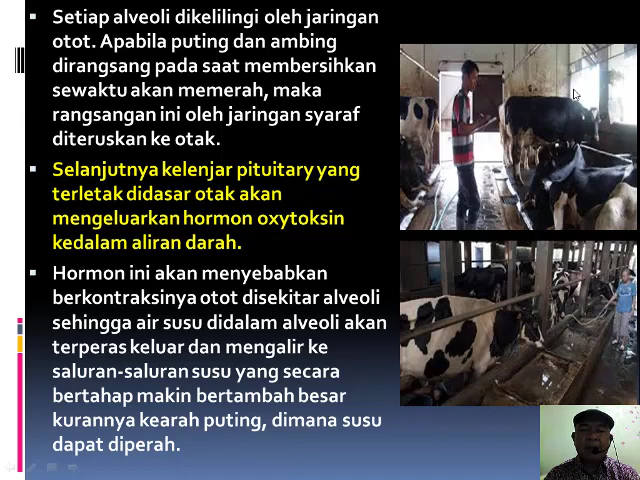 Setiap alveoli dikelilingi oleh jaringan
otot. Apabila puting dan ambing
dirangsang pada saat membersihkan
sewaktu akan memerah, maka
rangsangan ini oleh jaringan syaraf
diteruskan ke otak.
Selanjutnya kelenjar pituitary yang
terletak didasar otak akan
mengeluarkan hormon oxytoksin
kedalam aliran darah.
Hormon ini akan menyebabkan
berkontraksinya otot disekitar alveoli
sehingga air susu didalam alveoli akan
terperas keluar dan mengalir ke
saluran-saluran susu yang secara
bertahap makin bertambah besar
kurannya kearah puting, dimana susu
dapat diperah.